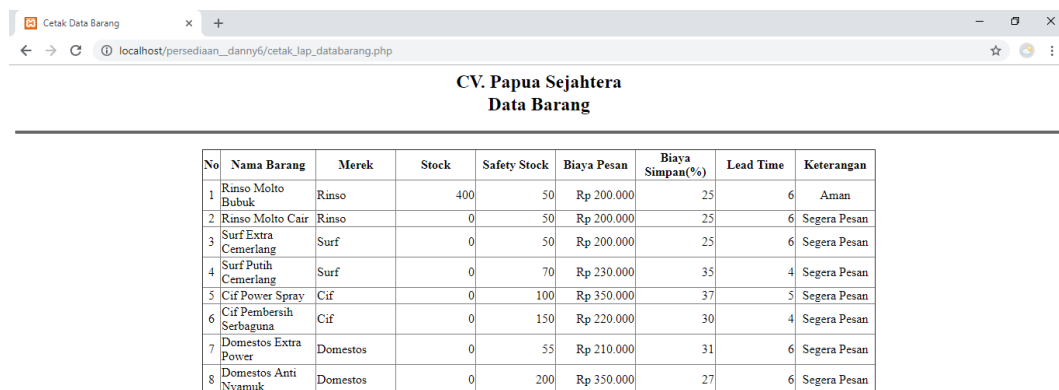 Cetak Data Barang
localhost/persediaan__danny6/cetak_lap_databarang.php
CV. Papua Sejahtera
Data Barang
No Nama Barang Merek Stock Safety Stock Biaya Pesan Biaya Simpan(%) Lead Time Keterangan
1 Rinso Molto Bubuk Rinso 400 50 Rp 200.000 25 6 Aman
2 Rinso Molto Cair Rinso 0 50 Rp 200.000 25 6 Segera Pesan
3 Surf Extra Cemerlang Surf 0 50 Rp 200.000 25 6 Segera Pesan
4 Surf Putih Cemerlang Surf 0 70 Rp 230.000 35 4 Segera Pesan
5 Cif Power Spray Cif 0 100 Rp 350.000 37 5 Segera Pesan
6 Cif Pembersih Serbaguna Cif 0 150 Rp 220.000 30 4 Segera Pesan
7 Domestos Extra Power Domestos 0 55 Rp 210.000 31 6 Segera Pesan
8 Domestos Anti Nyamuk Domestos 0 200 Rp 350.000 27 6 Segera Pesan